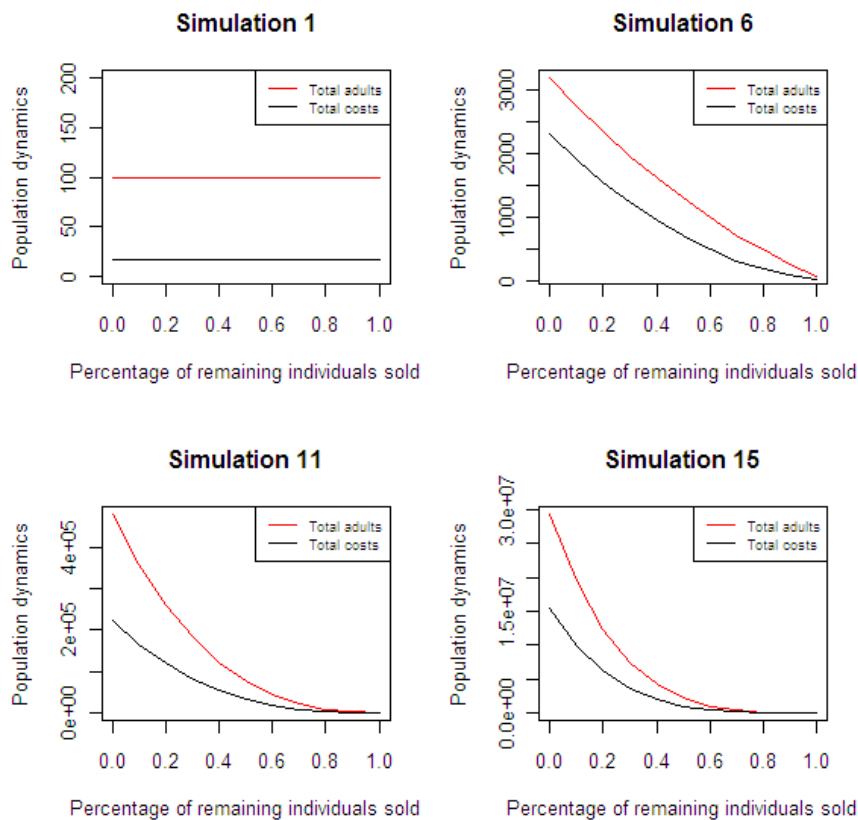 Simulation 1
Population dynamics
200
150
100
50
0
Total adults
Total costs
0.0 0.2 0.4 0.6 0.8 1.0
Percentage of remaining individuals sold
Simulation 6
Population dynamics
3000
2000
1000
0
Total adults
Total costs
0.0 0.2 0.4 0.6 0.8 1.0
Percentage of remaining individuals sold
Simulation 11
Population dynamics
4e+05
2e+05
0e+00
Total adults
Total costs
0.0 0.2 0.4 0.6 0.8 1.0
Percentage of remaining individuals sold
Simulation 15
Population dynamics
3.0e+07
1.5e+07
0.0e+00
Total adults
Total costs
0.0 0.2 0.4 0.6 0.8 1.0
Percentage of remaining individuals sold